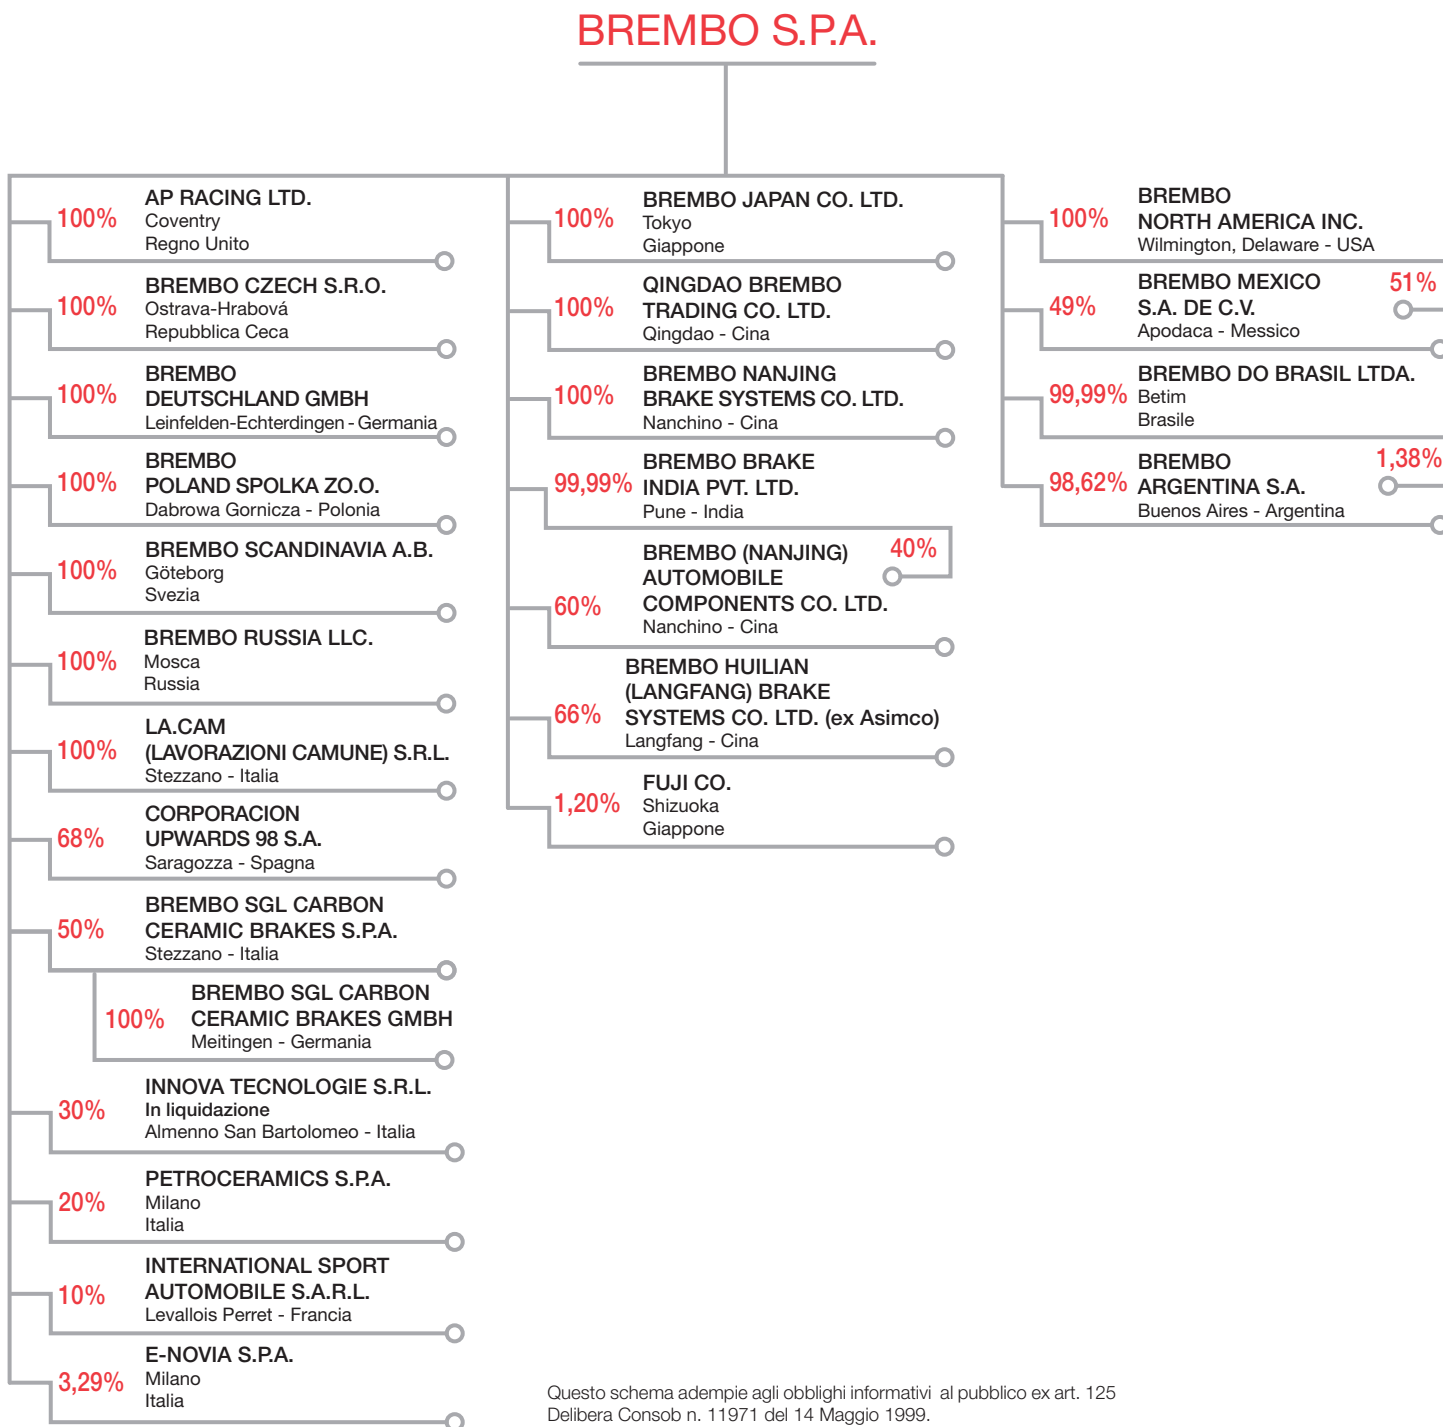 BREMBO S.P.A.
100%
AP RACING LTD.
Coventry
Regno Unito
100%
BREMBO CZECH S.R.O.
Ostrava-Hrabová
Repubblica Ceca
100%
BREMBO
DEUTSCHLAND GMBH
Leinfelden-Echterdingen - Germania
100%
BREMBO
POLAND SPOLKA ZO.O.
Dabrowa Gornicza - Polonia
100%
BREMBO SCANDINAVIA A.B.
Göteborg
Svezia
100%
BREMBO RUSSIA LLC.
Mosca
Russia
100%
LA.CAM
(LAVORAZIONI CAMUNE) S.R.L.
Stezzano - Italia
68%
CORPORACION
UPWARDS 98 S.A.
Saragozza - Spagna
50%
BREMBO SGL CARBON
CERAMIC BRAKES S.P.A.
Stezzano - Italia
100%
BREMBO SGL CARBON
CERAMIC BRAKES GMBH
Meitingen - Germania
30%
INNOVA TECNOLOGIE S.R.L.
In liquidazione
Almenno San Bartolomeo - Italia
20%
PETROCERAMICS S.P.A.
Milano
Italia
10%
INTERNATIONAL SPORT
AUTOMOBILE S.A.R.L.
Levallois Perret - Francia
3,29%
E-NOVIA S.P.A.
Milano
Italia
100%
BREMBO JAPAN CO. LTD.
Tokyo
Giappone
100%
QINGDAO BREMBO
TRADING CO. LTD.
Qingdao - Cina
100%
BREMBO NANJING
BRAKE SYSTEMS CO. LTD.
Nanchino - Cina
99,99%
BREMBO BRAKE
INDIA PVT. LTD.
Pune - India
60%
BREMBO (NANJING)
AUTOMOBILE
COMPONENTS CO. LTD.
Nanchino - Cina
40%
66%
BREMBO HUILIAN
(LANGFANG) BRAKE
SYSTEMS CO. LTD. (ex Asimco)
Langfang - Cina
1,20%
FUJI CO.
Shizuoka
Giappone
100%
BREMBO
NORTH AMERICA INC.
Wilmington, Delaware - USA
49%
BREMBO MEXICO
S.A. DE C.V.
Apodaca - Messico
51%
99,99%
BREMBO DO BRASIL LTDA.
Betim
Brasile
98,62%
BREMBO
ARGENTINA S.A.
Buenos Aires - Argentina
1,38%
Questo schema adempie agli obblighi informativi al pubblico ex art. 125
Delibera Consob n. 11971 del 14 Maggio 1999.